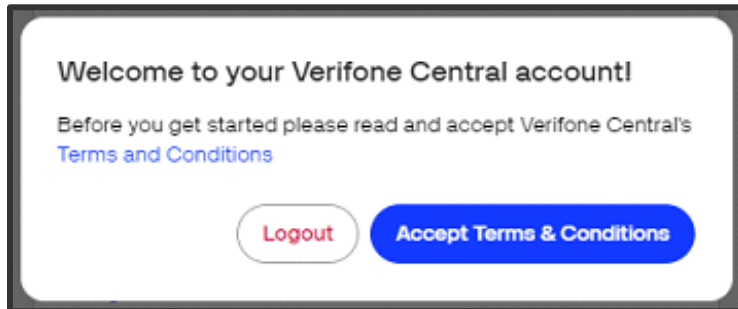 Welcome to your Verifone Central account!
Before you get started please read and accept Verifone Central's
Terms and Conditions
Logout
Accept Terms & Conditions